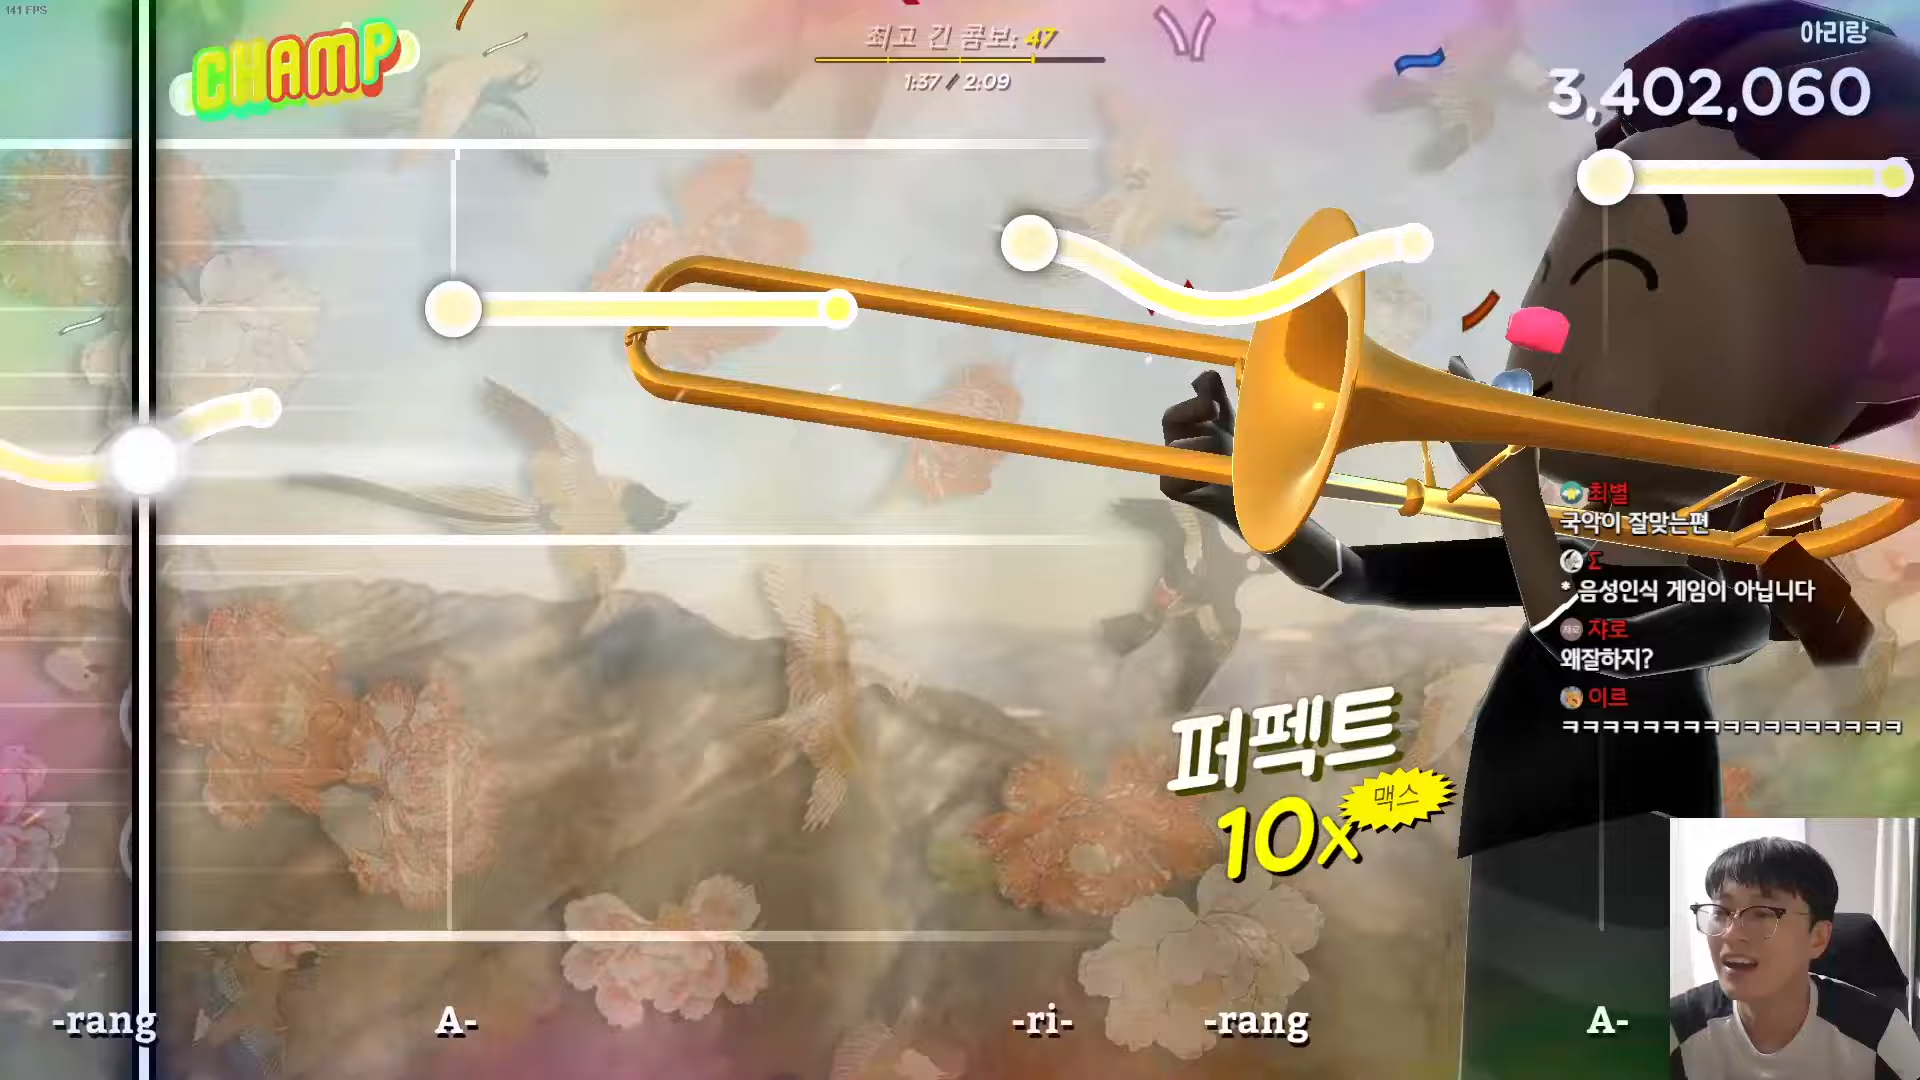 141 FPS
CHAMP
최고 긴 콤보: 47
1:37 / 2:09
아리랑
3,402,060
최별
국악이 잘맞는편
Σ
* 음성인식 게임이 아닙니다
쟈로
왜잘하지?
이르
ㅋㅋㅋㅋㅋㅋㅋㅋㅋㅋㅋㅋㅋㅋㅋㅋㅋ
퍼펙트
10x 맥스
-rang A- -ri- -rang A-